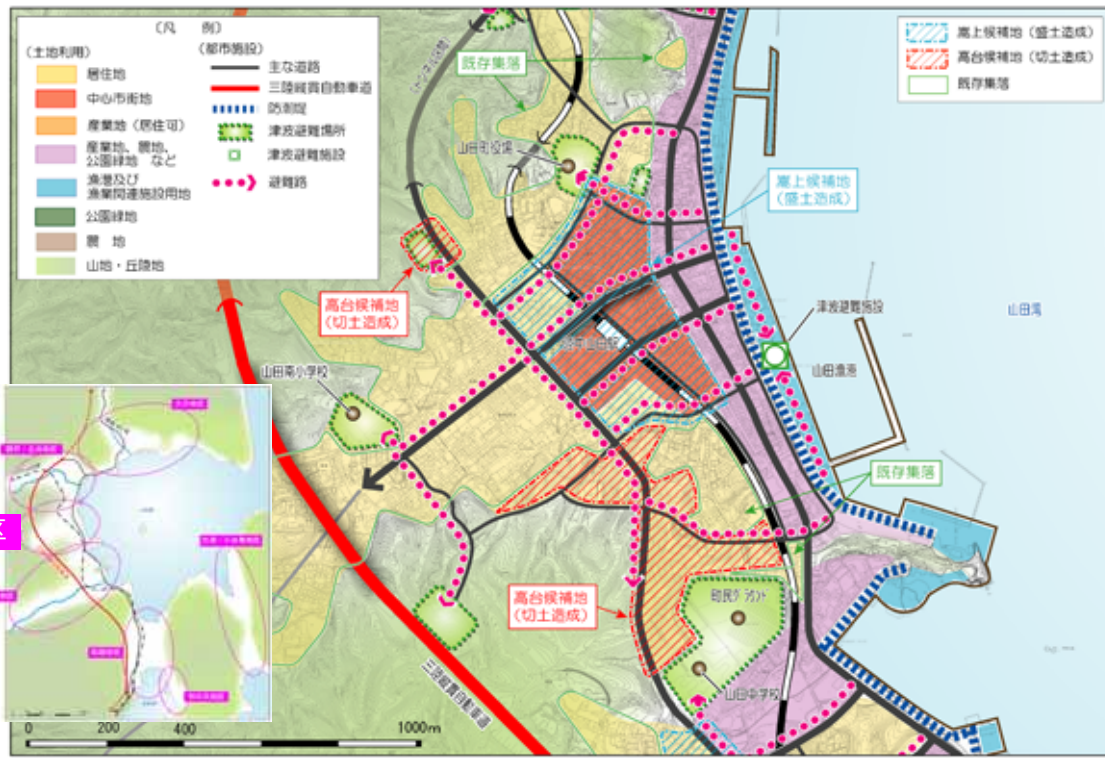 (凡 例)
(土地利用)
居住地
中心市街地
産業地（居住可）
産業地、農地、
公園緑地 など
漁港及び
漁業関連施設用地
公園緑地
農 地
山地・丘陵地
(都市施設)
主な道路
三陸縦貫自動車道
防潮堤
津波避難場所
津波避難施設
避難路
嵩上候補地（盛土造成）
高台候補地（切土造成）
既存集落
既存集落
山田町役場
嵩上候補地
（盛土造成）
高台候補地
（切土造成）
津波避難施設
山田湾
山田漁港
山田南小学校
既存集落
区
高台候補地
（切土造成）
町民グランド
山田中学校
三陸縦貫自動車道
0 200 400 1000m